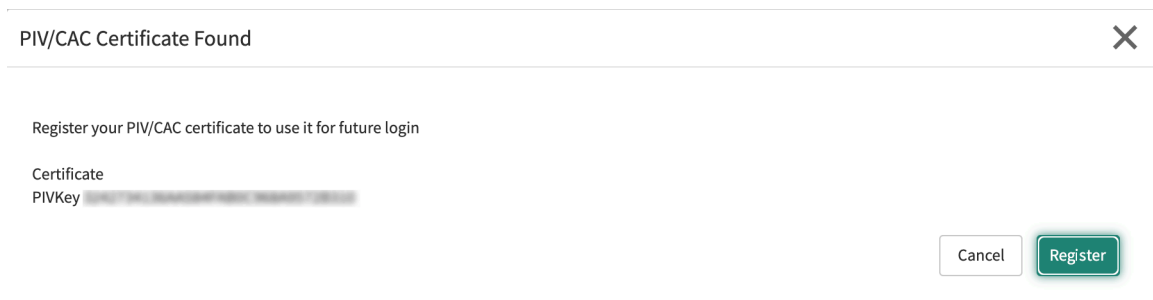 PIV/CAC Certificate Found
Register your PIV/CAC certificate to use it for future login
Certificate
PIVKey
Cancel
Register